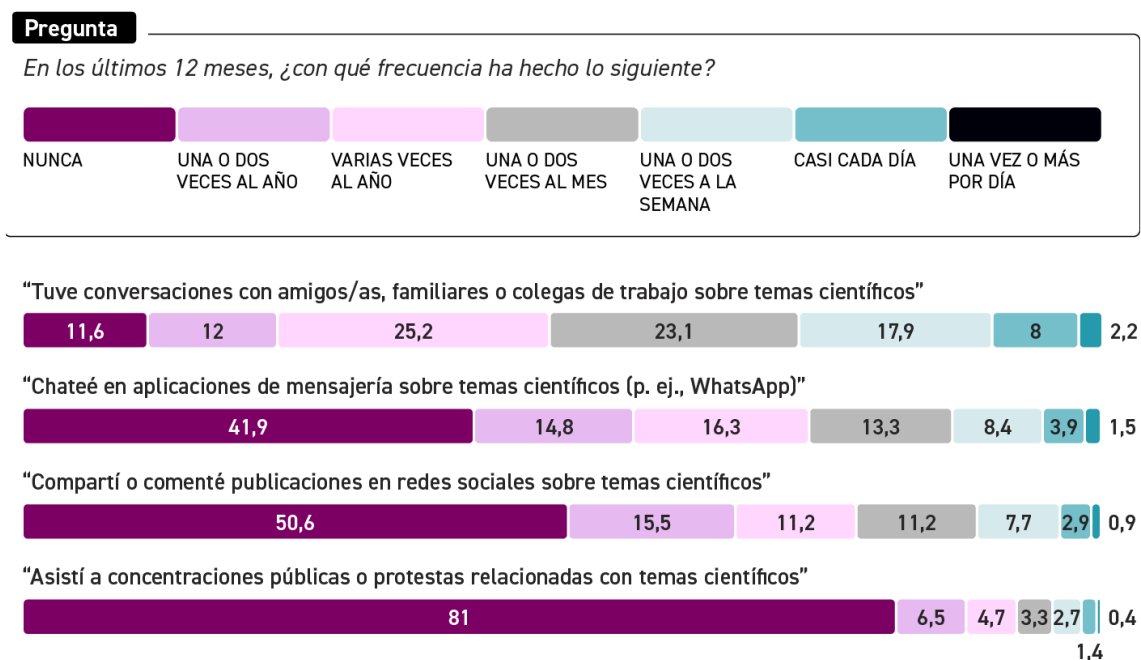 Pregunta
En los últimos 12 meses, ¿con qué frecuencia ha hecho lo siguiente?
NUNCA
UNA O DOS
VECES AL AÑO
VARIAS VECES
AL AÑO
UNA O DOS
VECES AL MES
UNA O DOS
VECES A LA
SEMANA
CASI CADA DÍA
UNA VEZ O MÁS
POR DÍA
“Tuve conversaciones con amigos/as, familiares o colegas de trabajo sobre temas científicos”
11,6 12 25,2 23,1 17,9 8 2,2
“Chateé en aplicaciones de mensajería sobre temas científicos (p. ej., WhatsApp)”
41,9 14,8 16,3 13,3 8,4 3,9 1,5
“Compartí o comenté publicaciones en redes sociales sobre temas científicos”
50,6 15,5 11,2 11,2 7,7 2,9 0,9
“Asistí a concentraciones públicas o protestas relacionadas con temas científicos”
81 6,5 4,7 3,3 2,7 0,4
1,4